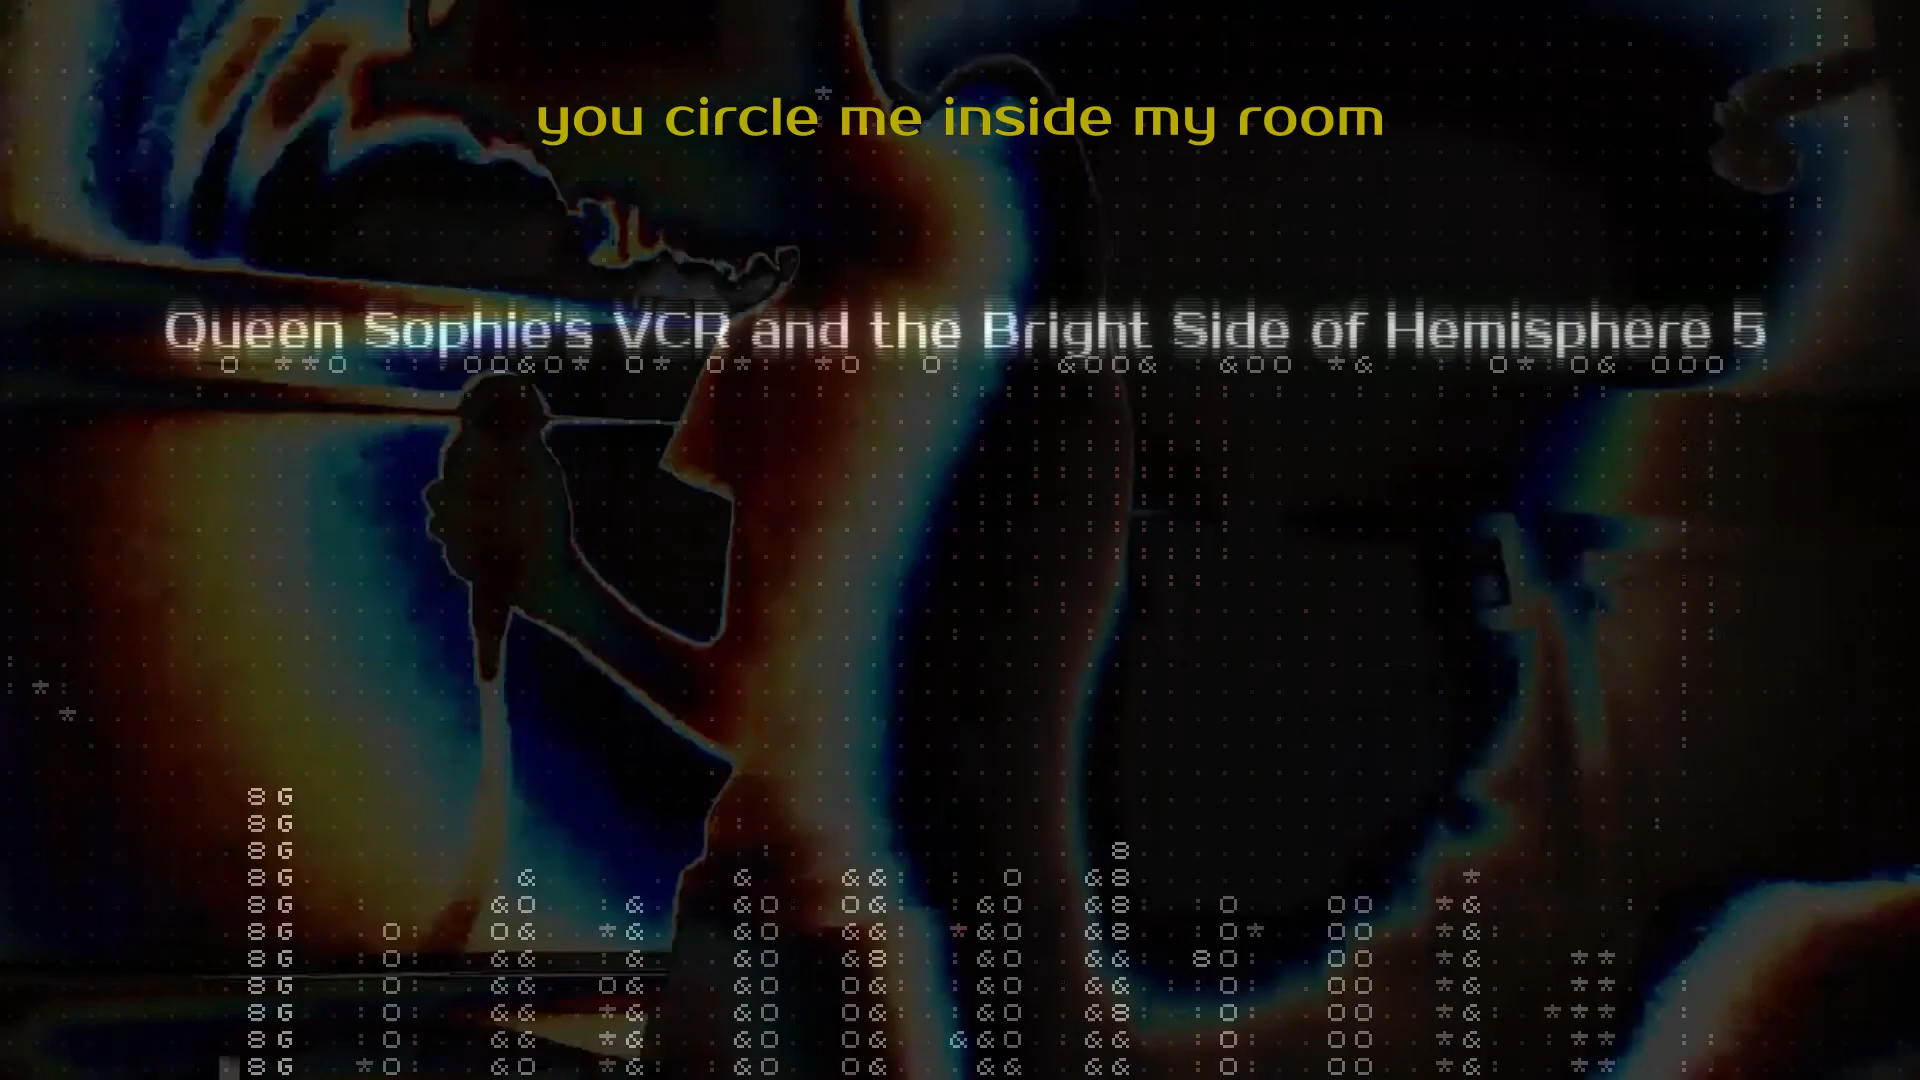 you circle me inside my room
Queen Sophie's VCR and the Bright Side of Hemisphere 5